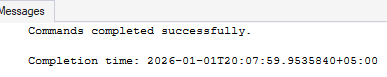 Messages
Commands completed successfully.
Completion time: 2026-01-01T20:07:59.9535840+05:00